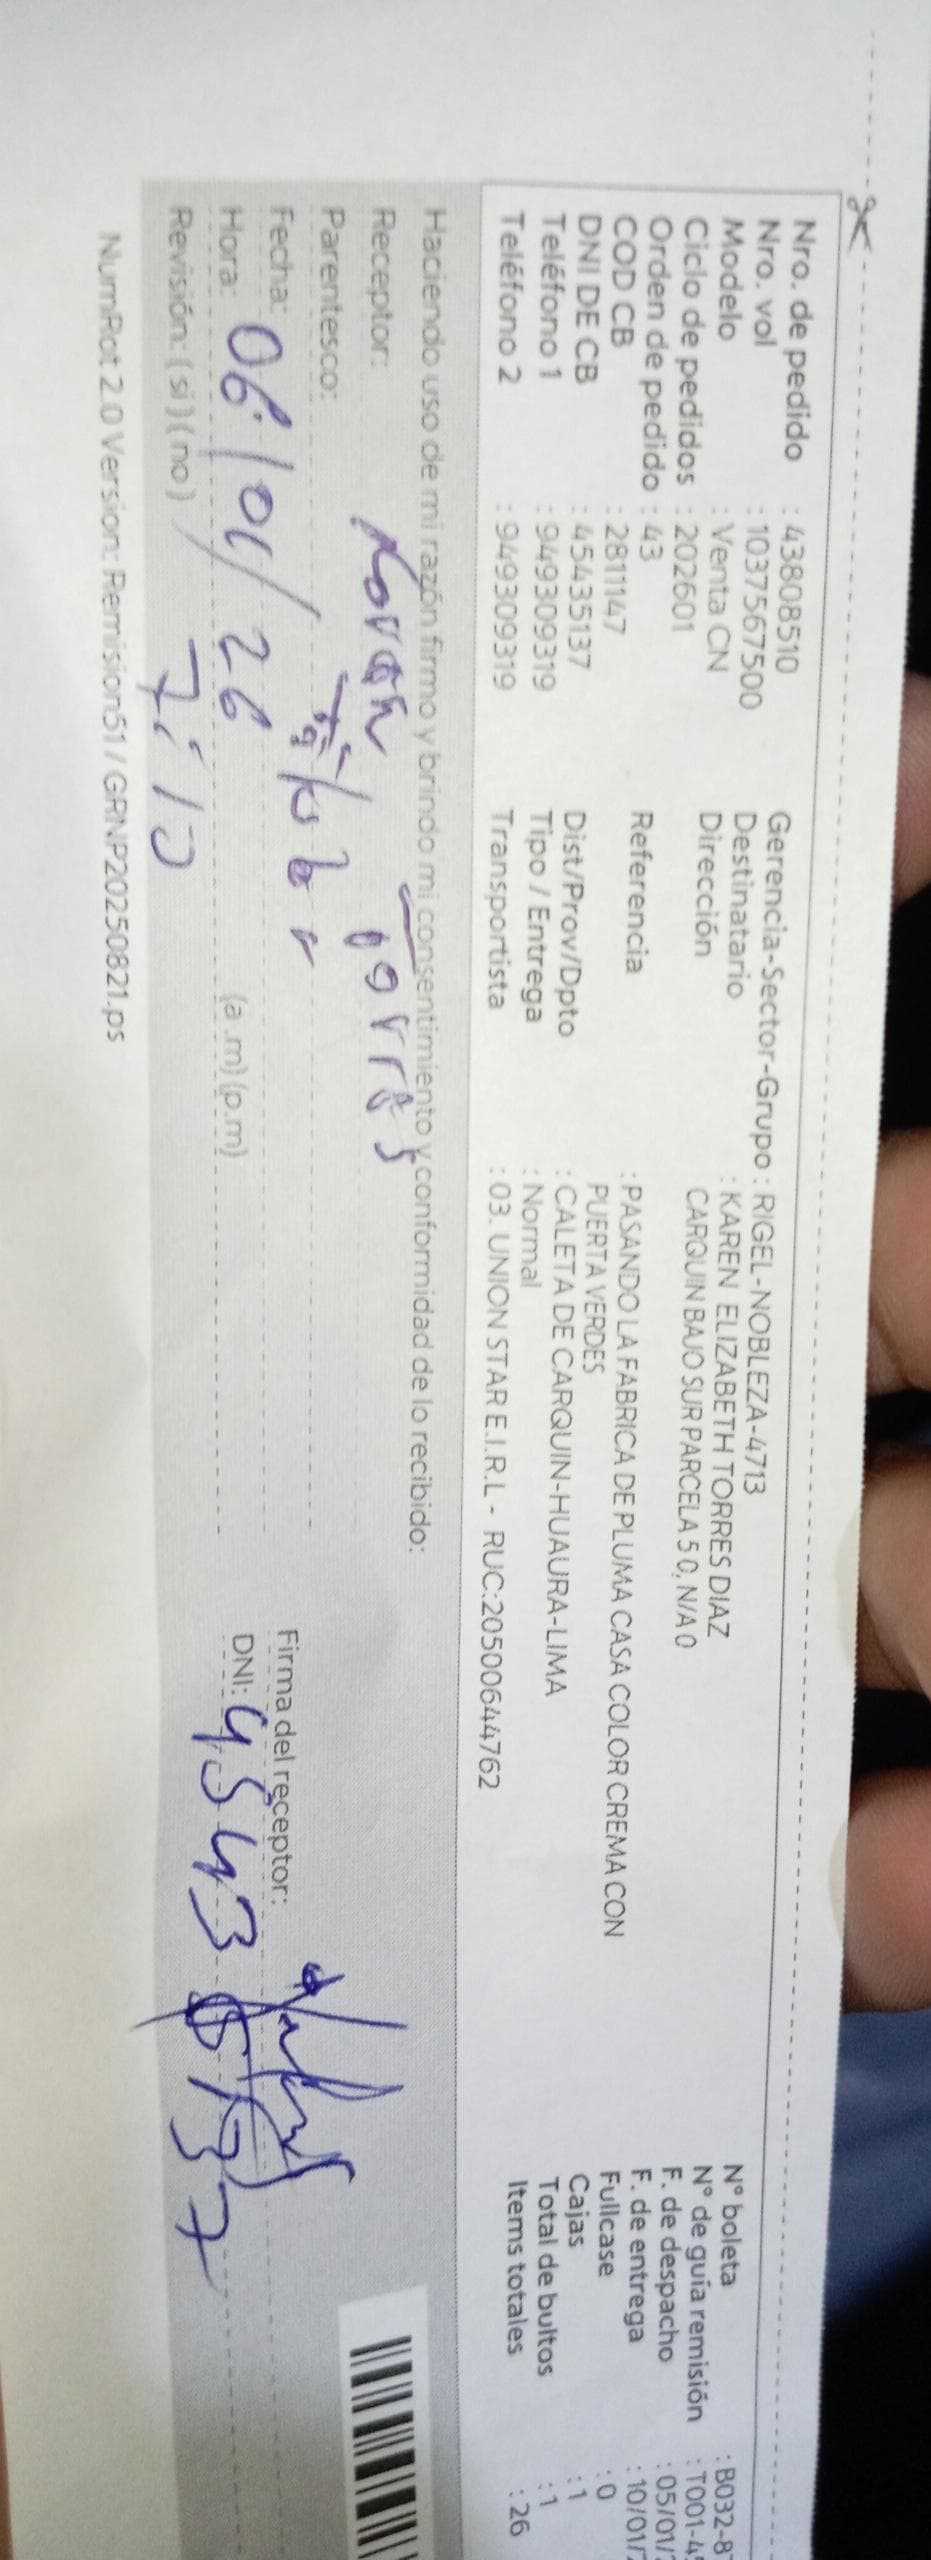 Nro. de pedido : 43808510
Nro. vol : 1037567500
Modelo : Venta CN
Ciclo de pedidos : 202601
Orden de pedido : 43
COD CB : 2811147
DNI DE CB : 45435137
Teléfono 1 : 949309319
Teléfono 2 : 949309319
Gerencia-Sector-Grupo : RIGEL-NOBLEZA-4713
Destinatario : KAREN ELIZABETH TORRES DIAZ
Dirección CARQUIN BAJO SUR PARCELA 5 0, N/A 0
Referencia : PASANDO LA FABRICA DE PLUMA CASA COLOR CREMA CON
PUERTA VERDES
Dist/Prov/Dpto : CALETA DE CARQUIN-HUAURA-LIMA
Tipo / Entrega : Normal
Transportista : 03. UNION STAR E.I.R.L - RUC:20500644762
N° boleta : B032-8
N° de guía remisión : T001-4
F. de despacho : 05/01/
F. de entrega : 10/01/
Fullcase : 0
Cajas : 1
Total de bultos : 1
Items totales : 26
Haciendo uso de mi razón firmo y brindo mi consentimiento y conformidad de lo recibido:
Receptor: Karen Torres
Parentesco: Titular
Fecha: 06/01/26
Hora: 7:10 (a.m) (p.m)
Revisión: (si) (no)
Firma del receptor:
DNI: 45435137
NumPot 2.0 Version: Remision51 / GRNP20250821.ps